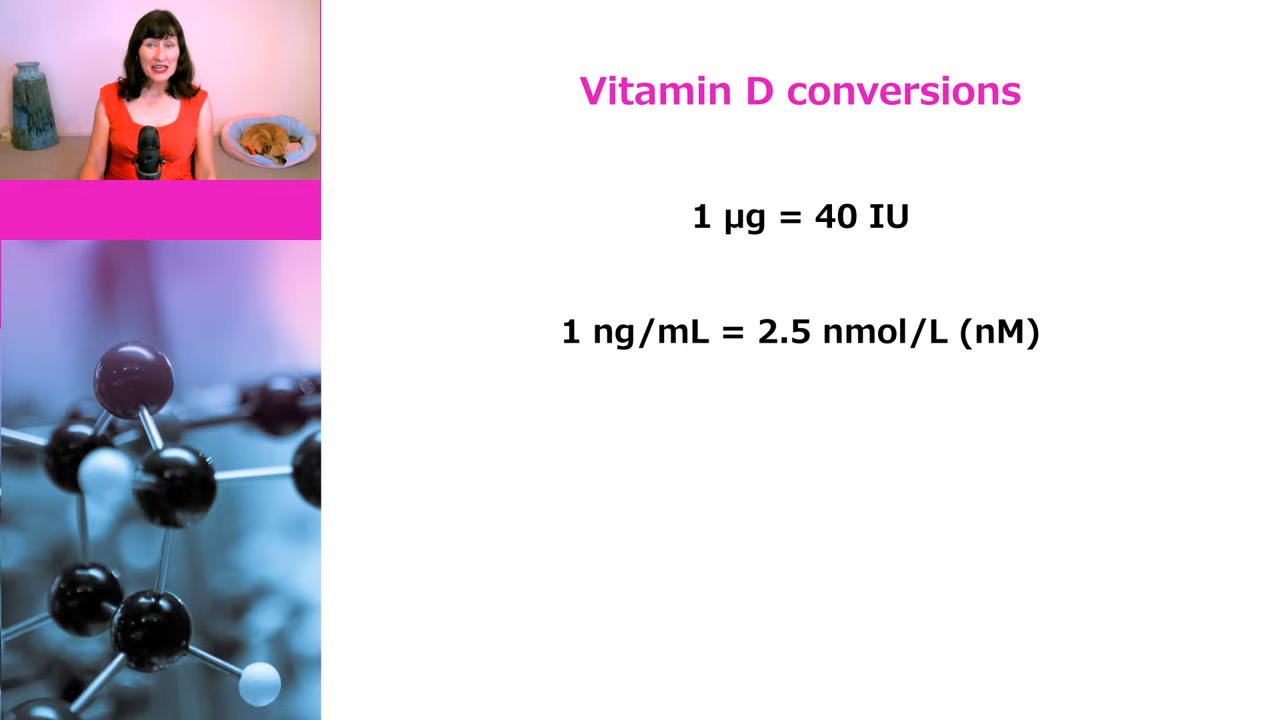 Vitamin D conversions
1 µg = 40 IU
1 ng/mL = 2.5 nmol/L (nM)